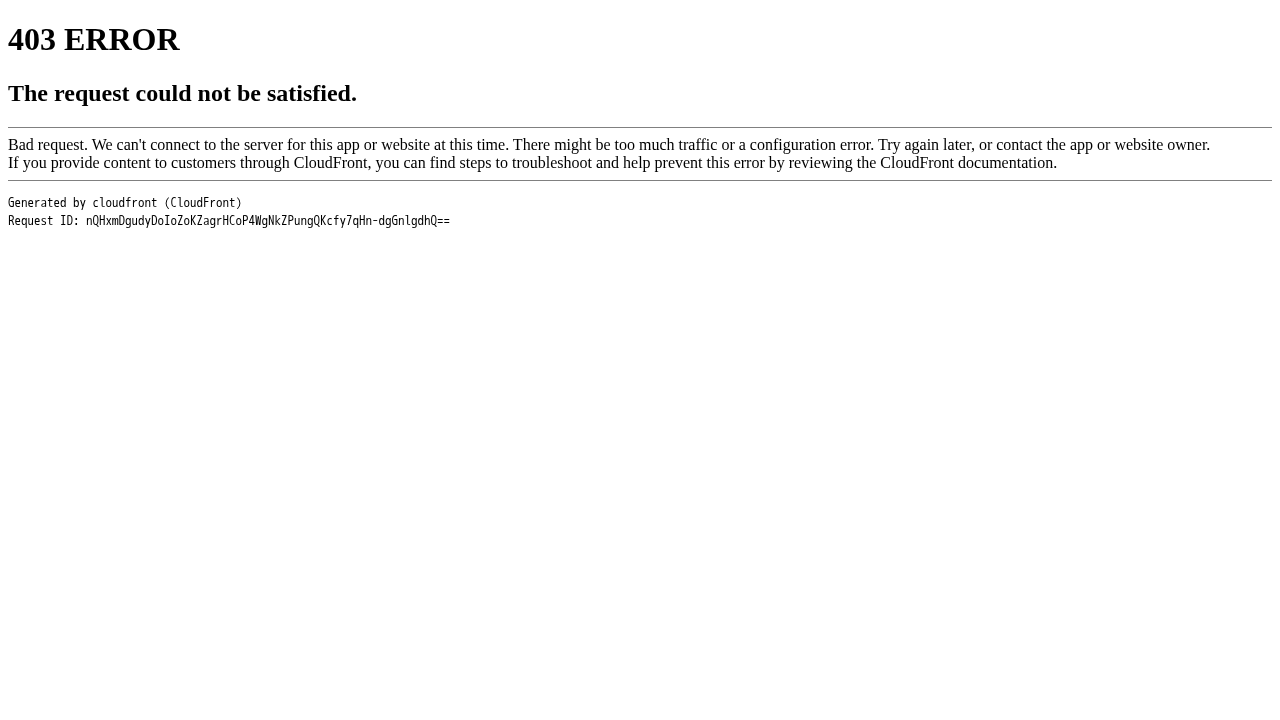 403 ERROR
The request could not be satisfied.
Bad request. We can't connect to the server for this app or website at this time. There might be too much traffic or a configuration error. Try again later, or contact the app or website owner.
If you provide content to customers through CloudFront, you can find steps to troubleshoot and help prevent this error by reviewing the CloudFront documentation.
Generated by cloudfront (CloudFront)
Request ID: nQHxmDgudyDoIoZoKZagrHCoP4WgNkZPungQKcfy7qHn-dgGnlgdhQ==